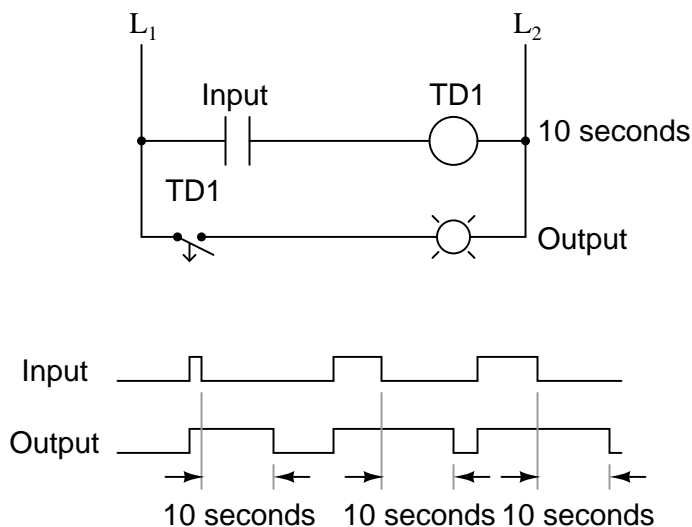 L1 L2
Input TD1
10 seconds
TD1
Output
Input
Output
10 seconds 10 seconds 10 seconds